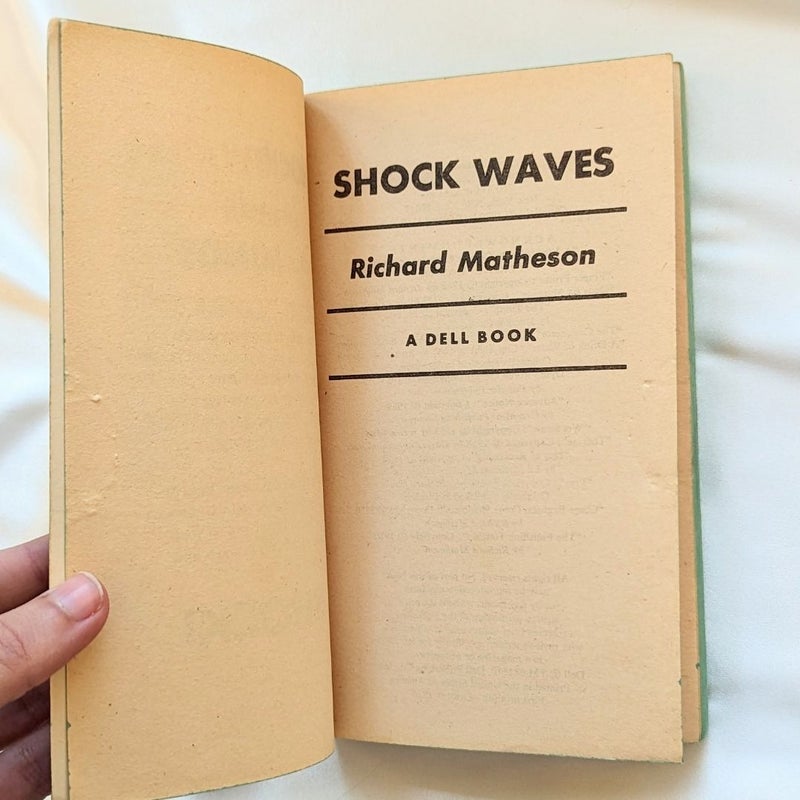 SHOCK WAVES
Richard Matheson
A DELL BOOK